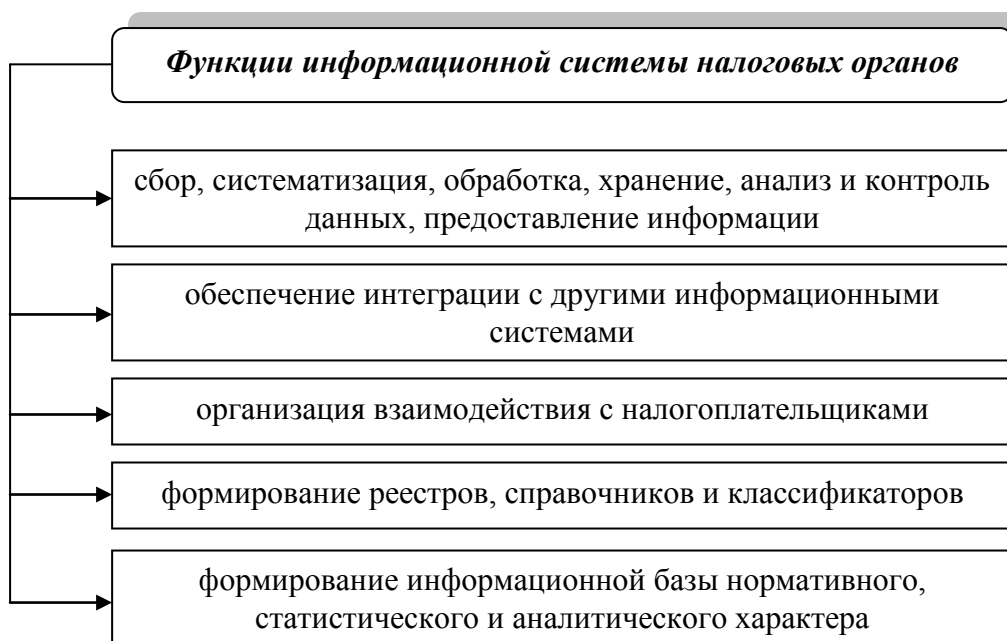 Функции информационной системы налоговых органов
сбор, систематизация, обработка, хранение, анализ и контроль
данных, предоставление информации
обеспечение интеграции с другими информационными
системами
организация взаимодействия с налогоплательщиками
формирование реестров, справочников и классификаторов
формирование информационной базы нормативного,
статистического и аналитического характера